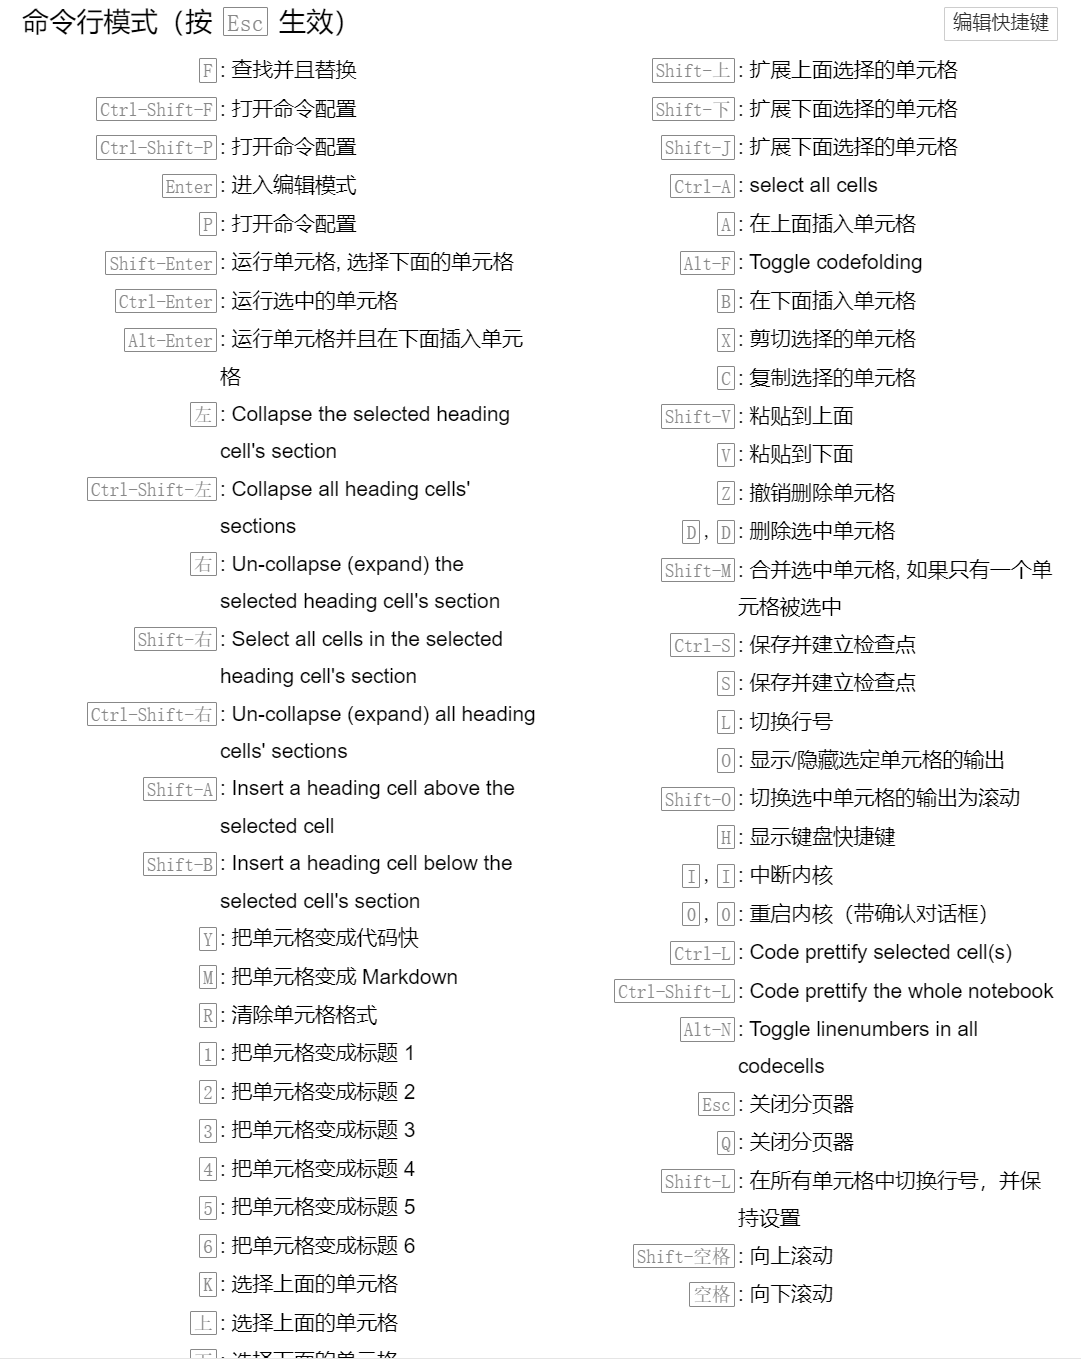 命令行模式（按 Esc 生效）
编辑快捷键
F : 查找并且替换
Ctrl-Shift-F : 打开命令配置
Ctrl-Shift-P : 打开命令配置
Enter : 进入编辑模式
P : 打开命令配置
Shift-Enter : 运行单元格, 选择下面的单元格
Ctrl-Enter : 运行选中的单元格
Alt-Enter : 运行单元格并且在下面插入单元
格
左 : Collapse the selected heading
cell's section
Ctrl-Shift-左 : Collapse all heading cells'
sections
右 : Un-collapse (expand) the
selected heading cell's section
Shift-右 : Select all cells in the selected
heading cell's section
Ctrl-Shift-右 : Un-collapse (expand) all heading
cells' sections
Shift-A : Insert a heading cell above the
selected cell
Shift-B : Insert a heading cell below the
selected cell's section
Y : 把单元格变成代码快
M : 把单元格变成 Markdown
R : 清除单元格格式
1 : 把单元格变成标题 1
2 : 把单元格变成标题 2
3 : 把单元格变成标题 3
4 : 把单元格变成标题 4
5 : 把单元格变成标题 5
6 : 把单元格变成标题 6
K : 选择上面的单元格
上 : 选择上面的单元格
下 : 选择下面的单元格
Shift-上 : 扩展上面选择的单元格
Shift-下 : 扩展下面选择的单元格
Shift-J : 扩展下面选择的单元格
Ctrl-A : select all cells
A : 在上面插入单元格
Alt-F : Toggle codefolding
B : 在下面插入单元格
X : 剪切选择的单元格
C : 复制选择的单元格
Shift-V : 粘贴到上面
V : 粘贴到下面
Z : 撤销删除单元格
D , D : 删除选中单元格
Shift-M : 合并选中单元格, 如果只有一个单
元格被选中
Ctrl-S : 保存并建立检查点
S : 保存并建立检查点
L : 切换行号
O : 显示/隐藏选定单元格的输出
Shift-O : 切换选中单元格的输出为滚动
H : 显示键盘快捷键
I , I : 中断内核
0 , 0 : 重启内核（带确认对话框）
Ctrl-L : Code prettify selected cell(s)
Ctrl-Shift-L : Code prettify the whole notebook
Alt-N : Toggle linenumbers in all
codecells
Esc : 关闭分页器
Q : 关闭分页器
Shift-L : 在所有单元格中切换行号，并保
持设置
Shift-空格 : 向上滚动
空格 : 向下滚动